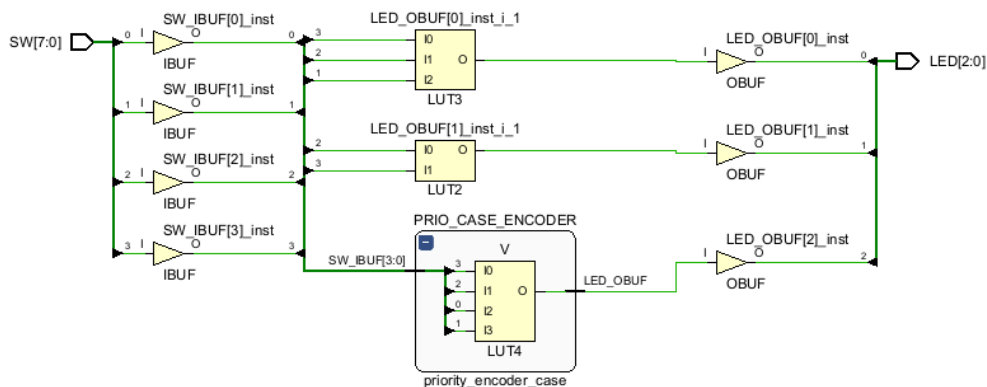 SW[7:0]
SW_IBUF[0]_inst
0 I O 0
IBUF
SW_IBUF[1]_inst
1 I O 1
IBUF
SW_IBUF[2]_inst
2 I O 2
IBUF
SW_IBUF[3]_inst
3 I O 3
IBUF
LED_OBUF[0]_inst_i_1
3 I0
2 I1 O
1 I2
LUT3
LED_OBUF[1]_inst_i_1
2 I0 O
3 I1
LUT2
PRIO_CASE_ENCODER
V
SW_IBUF[3:0]
3 I0
2 I1 O
0 I2
1 I3
LUT4
LED_OBUF
priority_encoder_case
LED_OBUF[0]_inst
I O 0
OBUF
LED_OBUF[1]_inst
I O 1
OBUF
LED_OBUF[2]_inst
I O 2
OBUF
LED[2:0]